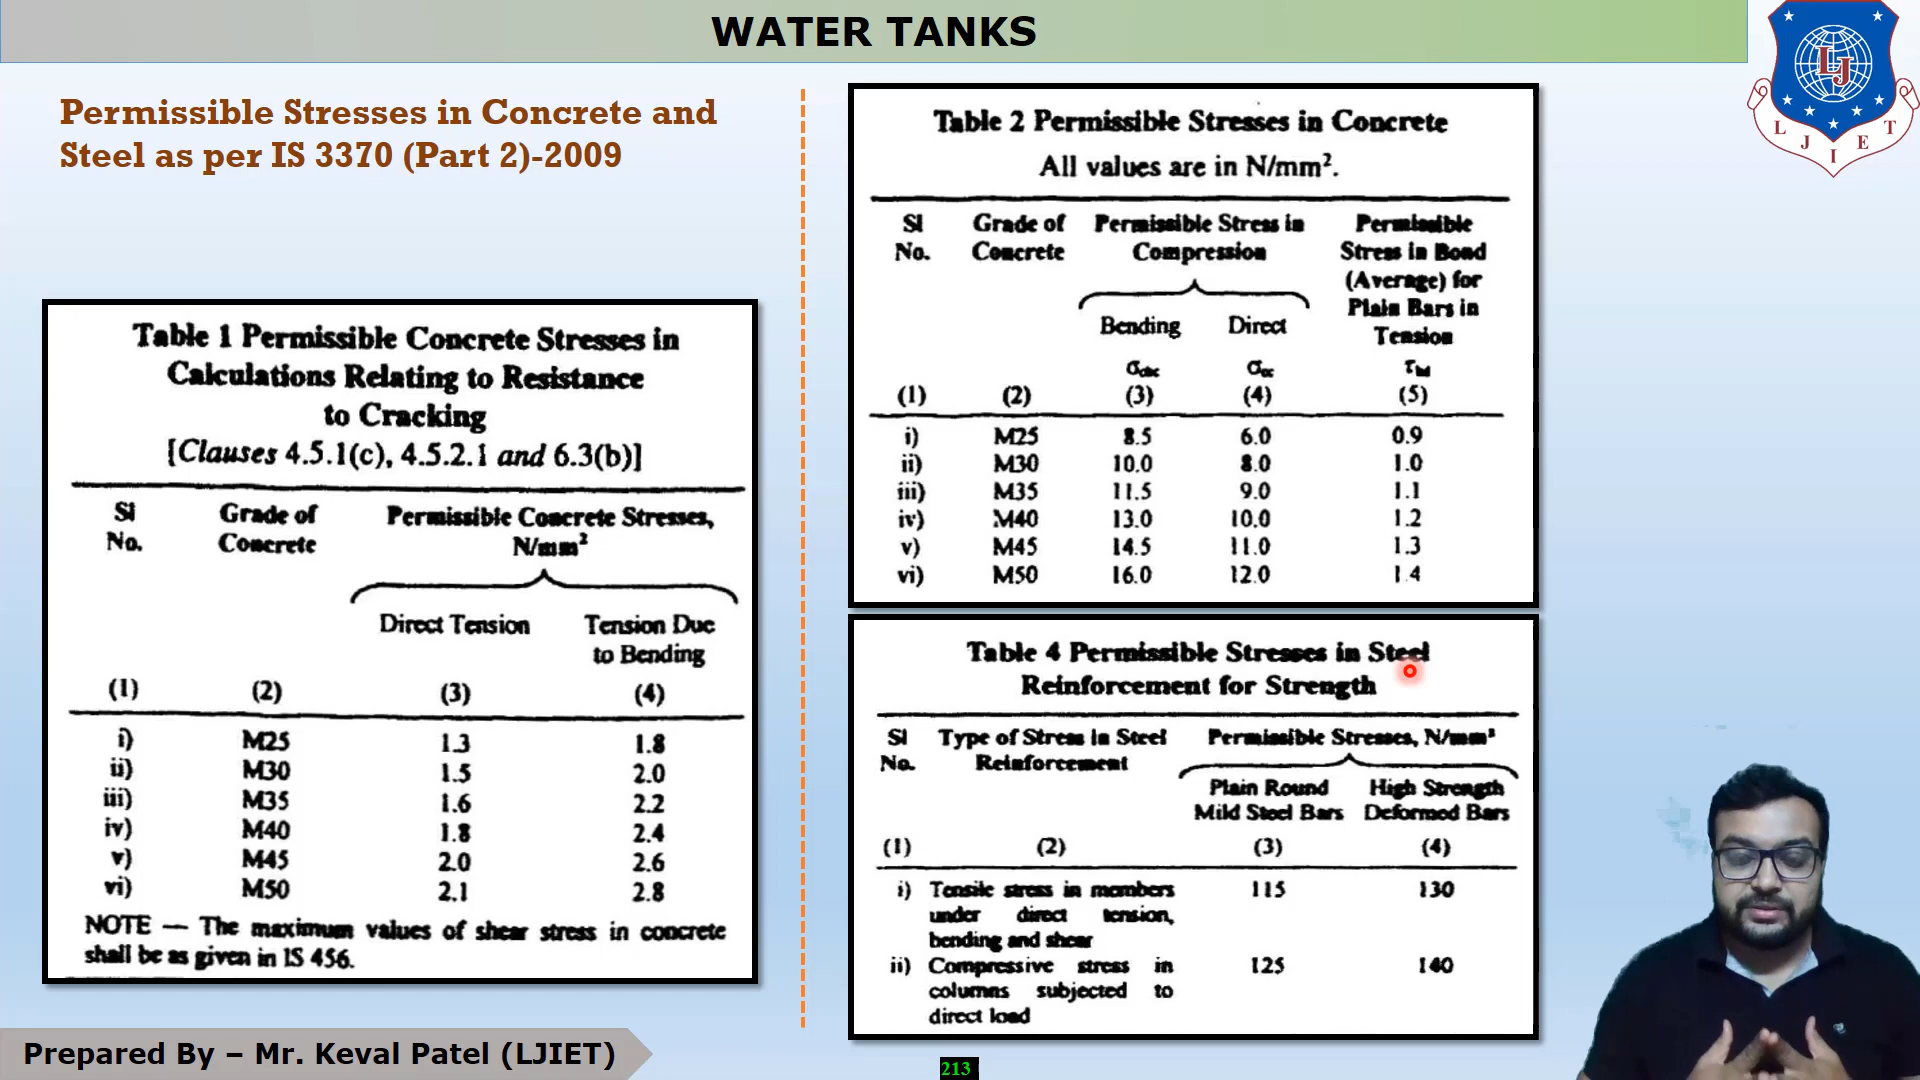 WATER TANKS
Permissible Stresses in Concrete and
Steel as per IS 3370 (Part 2)-2009
Table 1 Permissible Concrete Stresses in
Calculations Relating to Resistance
to Cracking
[Clauses 4.5.1(c), 4.5.2.1 and 6.3(b)]
Sl No. Grade of Concrete Permissible Concrete Stresses, N/mm²
Direct Tension Tension Due to Bending
(1) (2) (3) (4)
i) M25 1.3 1.8
ii) M30 1.5 2.0
iii) M35 1.6 2.2
iv) M40 1.8 2.4
v) M45 2.0 2.6
vi) M50 2.1 2.8
NOTE — The maximum values of shear stress in concrete
shall be as given in IS 456.
Table 2 Permissible Stresses in Concrete
All values are in N/mm².
Sl No. Grade of Concrete Permissible Stress in Compression Permissible Stress in Bond (Average) for Plain Bars in Tension
Bending Direct
σcbc σcc τbd
(1) (2) (3) (4) (5)
i) M25 8.5 6.0 0.9
ii) M30 10.0 8.0 1.0
iii) M35 11.5 9.0 1.1
iv) M40 13.0 10.0 1.2
v) M45 14.5 11.0 1.3
vi) M50 16.0 12.0 1.4
Table 4 Permissible Stresses in Steel
Reinforcement for Strength
Sl No. Type of Stress in Steel Reinforcement Permissible Stresses, N/mm²
Plain Round Mild Steel Bars High Strength Deformed Bars
(1) (2) (3) (4)
i) Tensile stress in members 115 130
under direct tension,
bending and shear
ii) Compressive stress in 125 140
columns subjected to
direct load
LJ
L J I E T
Prepared By – Mr. Keval Patel (LJIET)
213